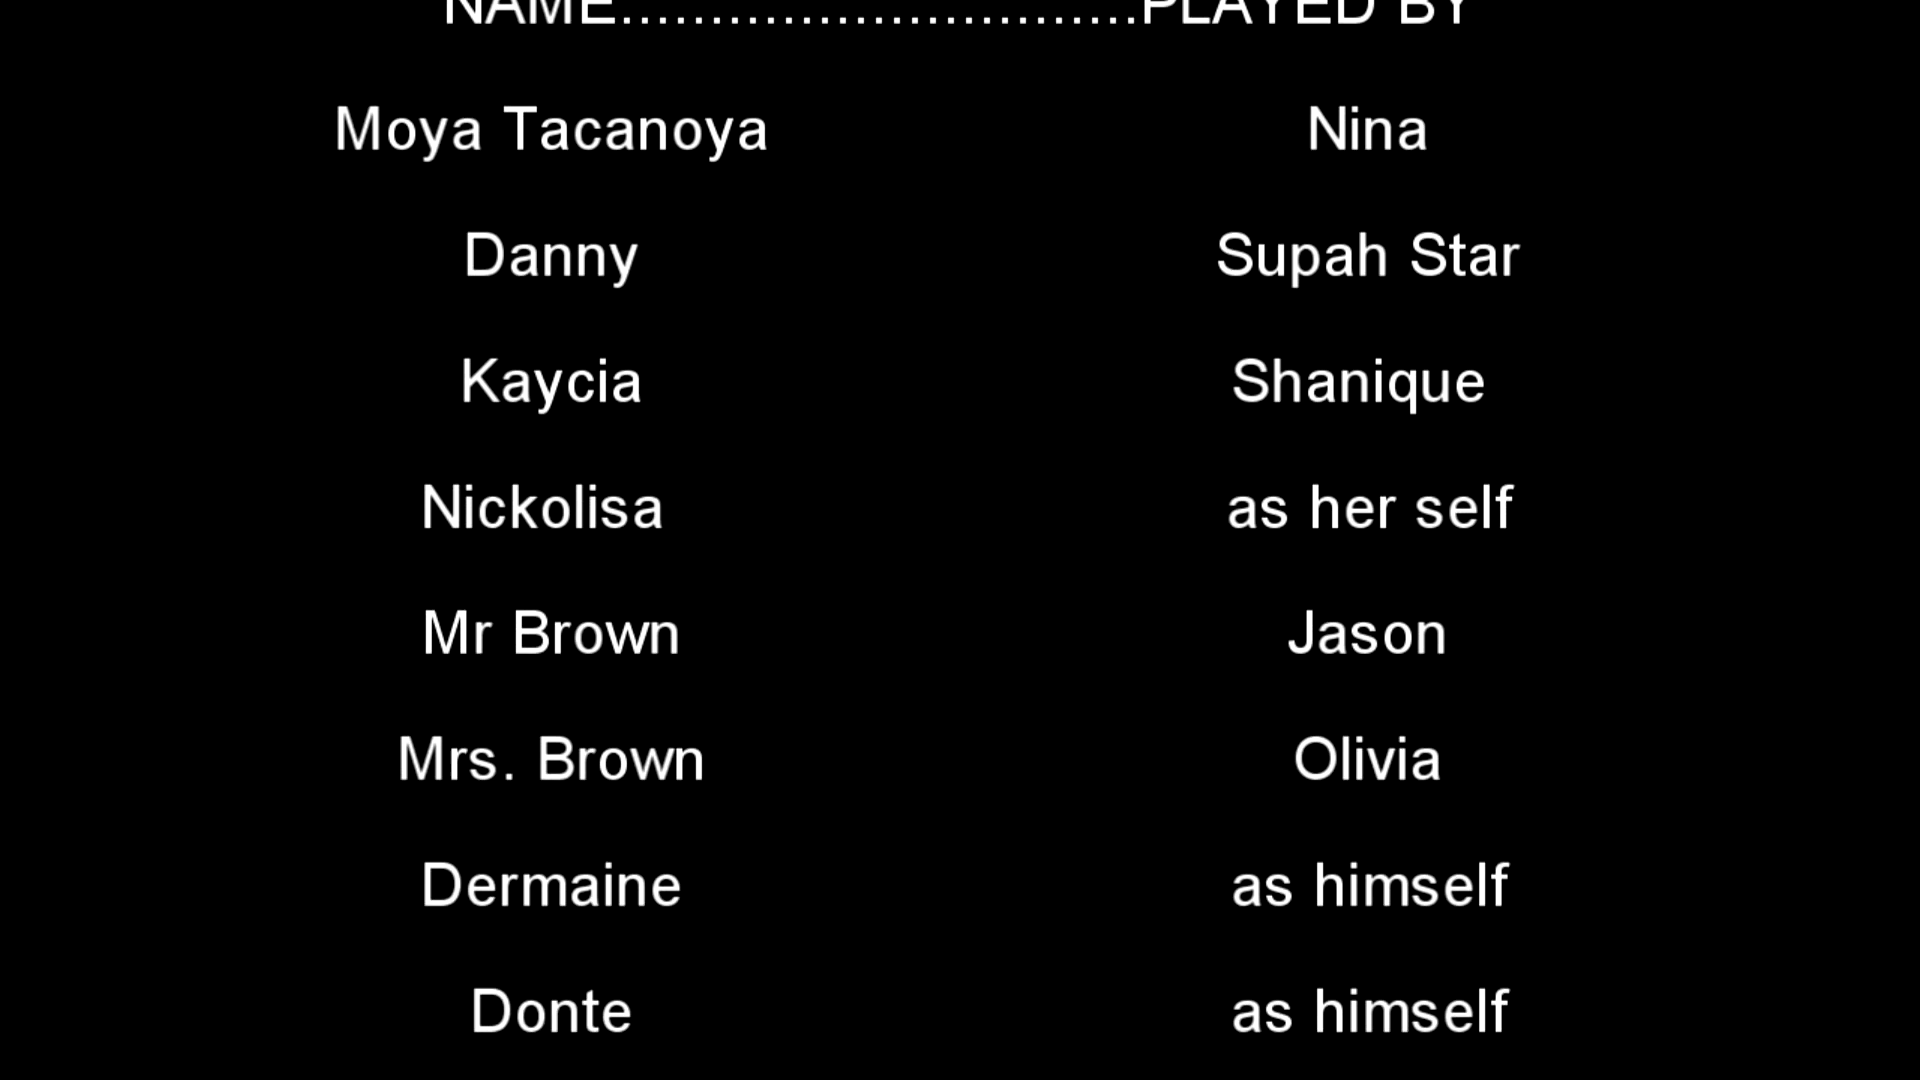 NAME.............................PLAYED BY
Moya Tacanoya Nina
Danny Supah Star
Kaycia Shanique
Nickolisa as her self
Mr Brown Jason
Mrs. Brown Olivia
Dermaine as himself
Donte as himself